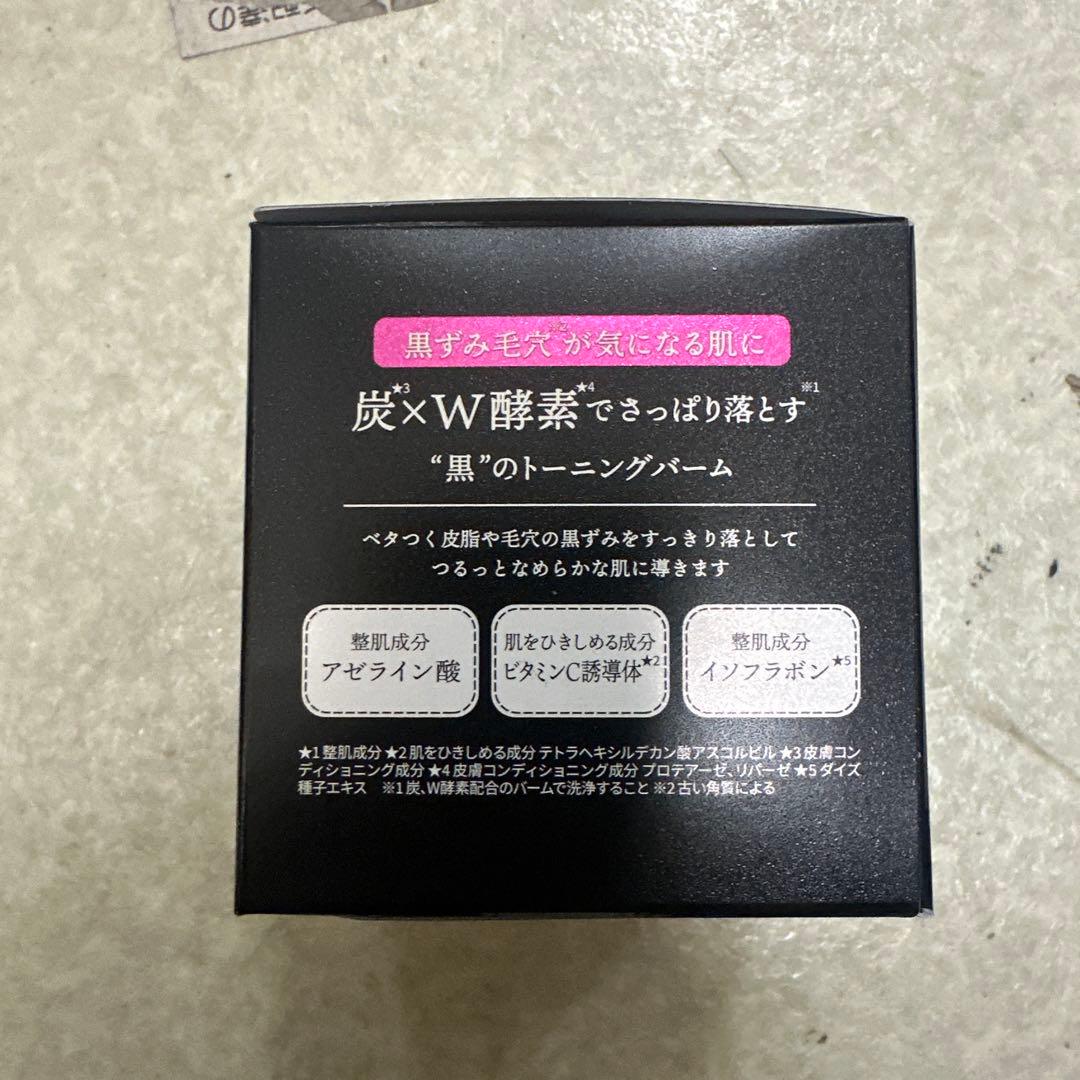 黒ずみ毛穴※2が気になる肌に
炭★3×W酵素★4でさっぱり落とす※1
“黒”のトーニングバーム
ベタつく皮脂や毛穴の黒ずみをすっきり落として
つるっとなめらかな肌に導きます
整肌成分
アゼライン酸
肌をひきしめる成分
ビタミンC誘導体★2
整肌成分
イソフラボン★5
★1 整肌成分 ★2 肌をひきしめる成分 テトラヘキシルデカン酸アスコルビル ★3 皮膚コン
ディショニング成分 ★4 皮膚コンディショニング成分 プロテアーゼ、リパーゼ ★5 ダイズ
種子エキス ※1 炭、W酵素配合のバームで洗浄すること ※2 古い角質による